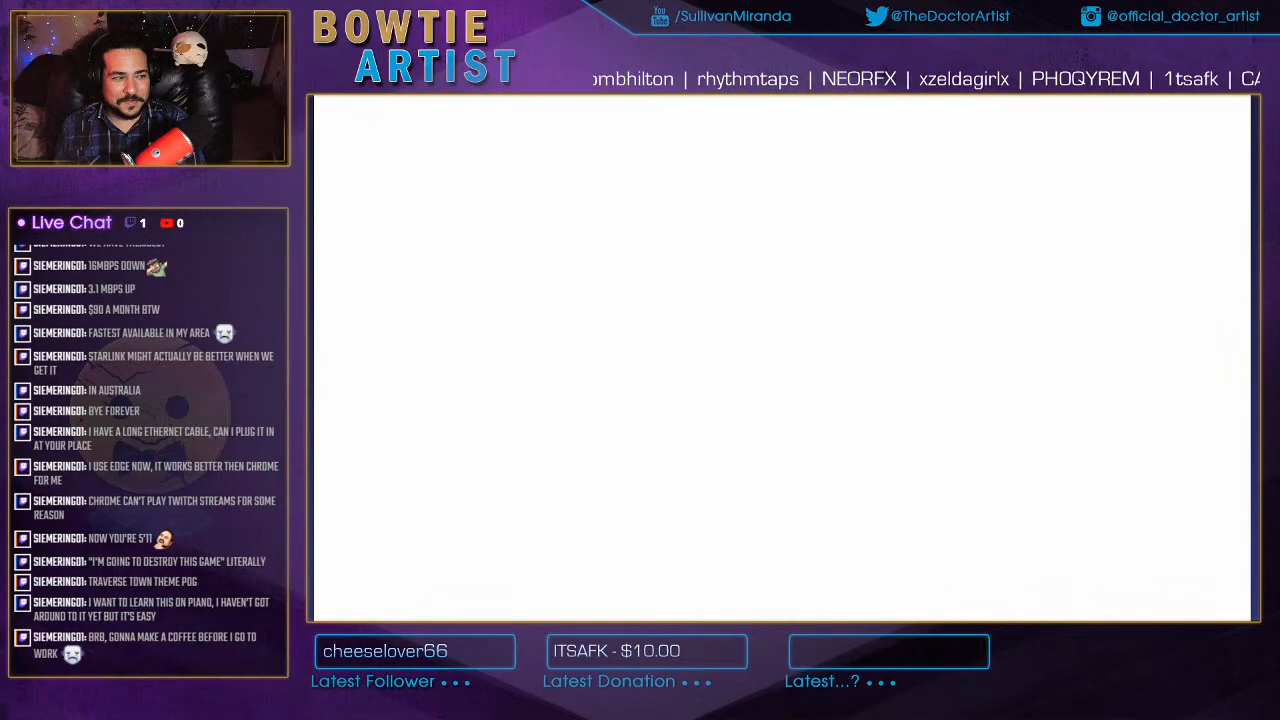 BOWTIE
ARTIST
You
Tube
/SullivanMiranda
@TheDoctorArtist
@official_doctor_artist
ombhilton | rhythmtaps | NEORFX | xzeldagirlx | PHOQYREM | 1tsafk | CA
Live Chat 1 0
SIEMERING01: 16MBPS DOWN
SIEMERING01: 3.1 MBPS UP
SIEMERING01: $90 A MONTH BTW
SIEMERING01: FASTEST AVAILABLE IN MY AREA
SIEMERING01: STARLINK MIGHT ACTUALLY BE BETTER WHEN WE
GET IT
SIEMERING01: IN AUSTRALIA
SIEMERING01: BYE FOREVER
SIEMERING01: I HAVE A LONG ETHERNET CABLE, CAN I PLUG IT IN
AT YOUR PLACE
SIEMERING01: I USE EDGE NOW, IT WORKS BETTER THEN CHROME
FOR ME
SIEMERING01: CHROME CAN'T PLAY TWITCH STREAMS FOR SOME
REASON
SIEMERING01: NOW YOU'RE 5'11
SIEMERING01: "I'M GOING TO DESTROY THIS GAME" LITERALLY
SIEMERING01: TRAVERSE TOWN THEME POG
SIEMERING01: I WANT TO LEARN THIS ON PIANO, I HAVEN'T GOT
AROUND TO IT YET BUT IT'S EASY
SIEMERING01: BRB, GONNA MAKE A COFFEE BEFORE I GO TO
WORK
cheeselover66
Latest Follower •••
ITSAFK - $10.00
Latest Donation •••
Latest...? •••